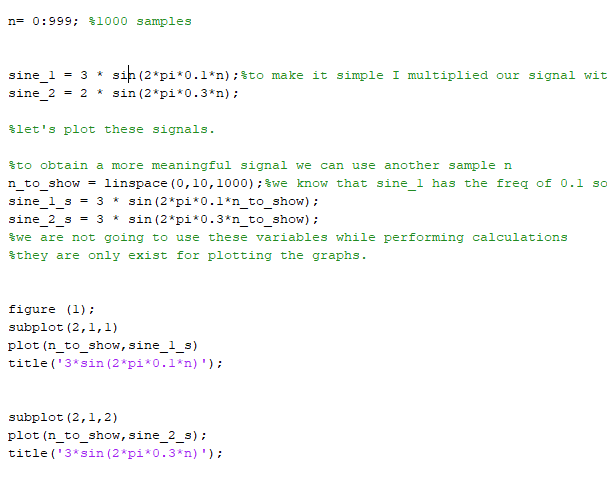 n= 0:999; %1000 samples
sine_1 = 3 * sin(2*pi*0.1*n);%to make it simple I multiplied our signal wit
sine_2 = 2 * sin(2*pi*0.3*n);
%let's plot these signals.
%to obtain a more meaningful signal we can use another sample n
n_to_show = linspace(0,10,1000);%we know that sine_1 has the freq of 0.1 so
sine_1_s = 3 * sin(2*pi*0.1*n_to_show);
sine_2_s = 3 * sin(2*pi*0.3*n_to_show);
%we are not going to use these variables while performing calculations
%they are only exist for plotting the graphs.
figure (1);
subplot(2,1,1)
plot(n_to_show,sine_1_s)
title('3*sin(2*pi*0.1*n)');
subplot(2,1,2)
plot(n_to_show,sine_2_s);
title('3*sin(2*pi*0.3*n)');